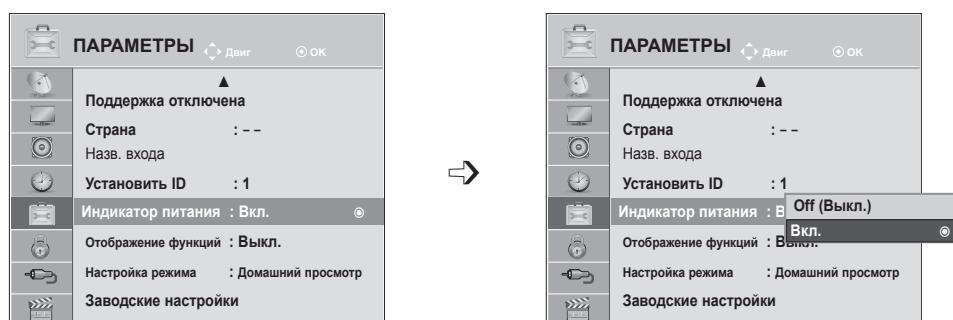 ПАРАМЕТРЫ Двиг OK
Поддержка отключена
Страна : – –
Назв. входа
Установить ID : 1
Индикатор питания : Вкл.
Отображение функций : Выкл.
Настройка режима : Домашний просмотр
Заводские настройки
ПАРАМЕТРЫ Двиг OK
Поддержка отключена
Страна : – –
Назв. входа
Установить ID : 1
Индикатор питания : В
Off (Выкл.)
Вкл.
Отображение функций : Выкл.
Настройка режима : Домашний просмотр
Заводские настройки